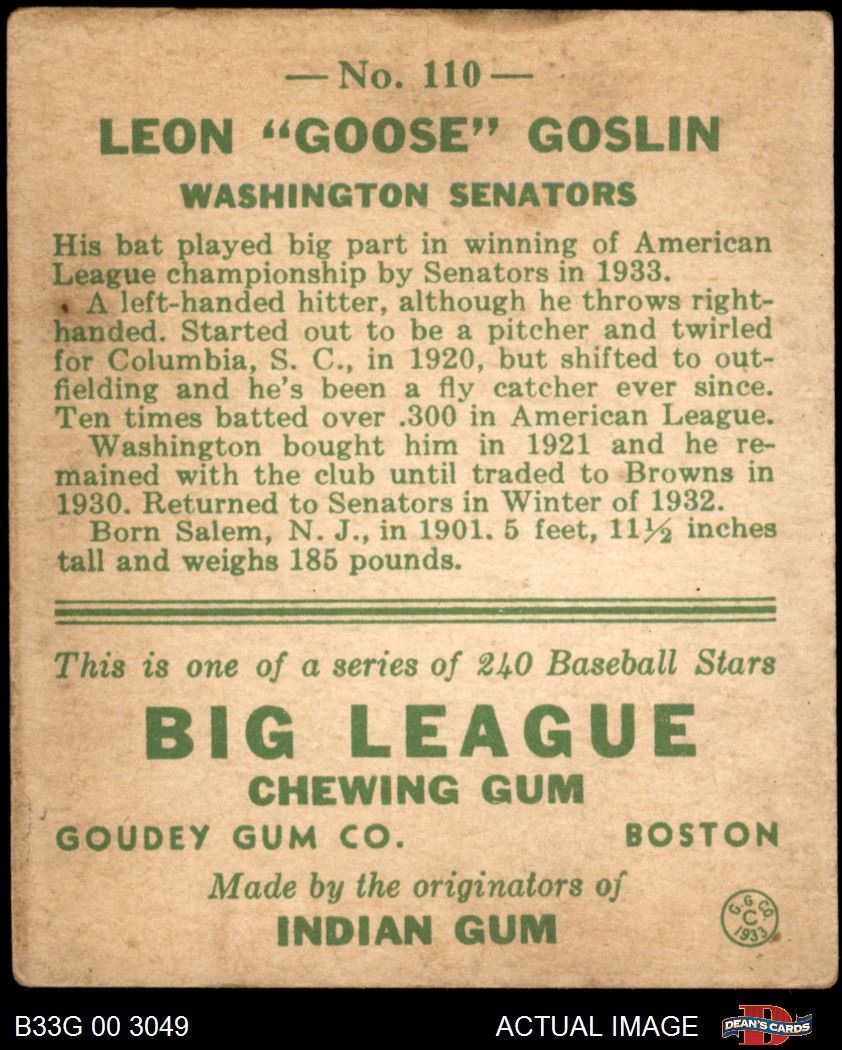 — No. 110 —
LEON "GOOSE" GOSLIN
WASHINGTON SENATORS
His bat played big part in winning of American
League championship by Senators in 1933.
A left-handed hitter, although he throws right-
handed. Started out to be a pitcher and twirled
for Columbia, S. C., in 1920, but shifted to out-
fielding and he's been a fly catcher ever since.
Ten times batted over .300 in American League.
Washington bought him in 1921 and he re-
mained with the club until traded to Browns in
1930. Returned to Senators in Winter of 1932.
Born Salem, N. J., in 1901. 5 feet, 11½ inches
tall and weighs 185 pounds.
This is one of a series of 240 Baseball Stars
BIG LEAGUE
CHEWING GUM
GOUDEY GUM CO. BOSTON
Made by the originators of
INDIAN GUM
G. G. CO.
C
1933
B33G 00 3049 ACTUAL IMAGE D DEAN'S CARDS